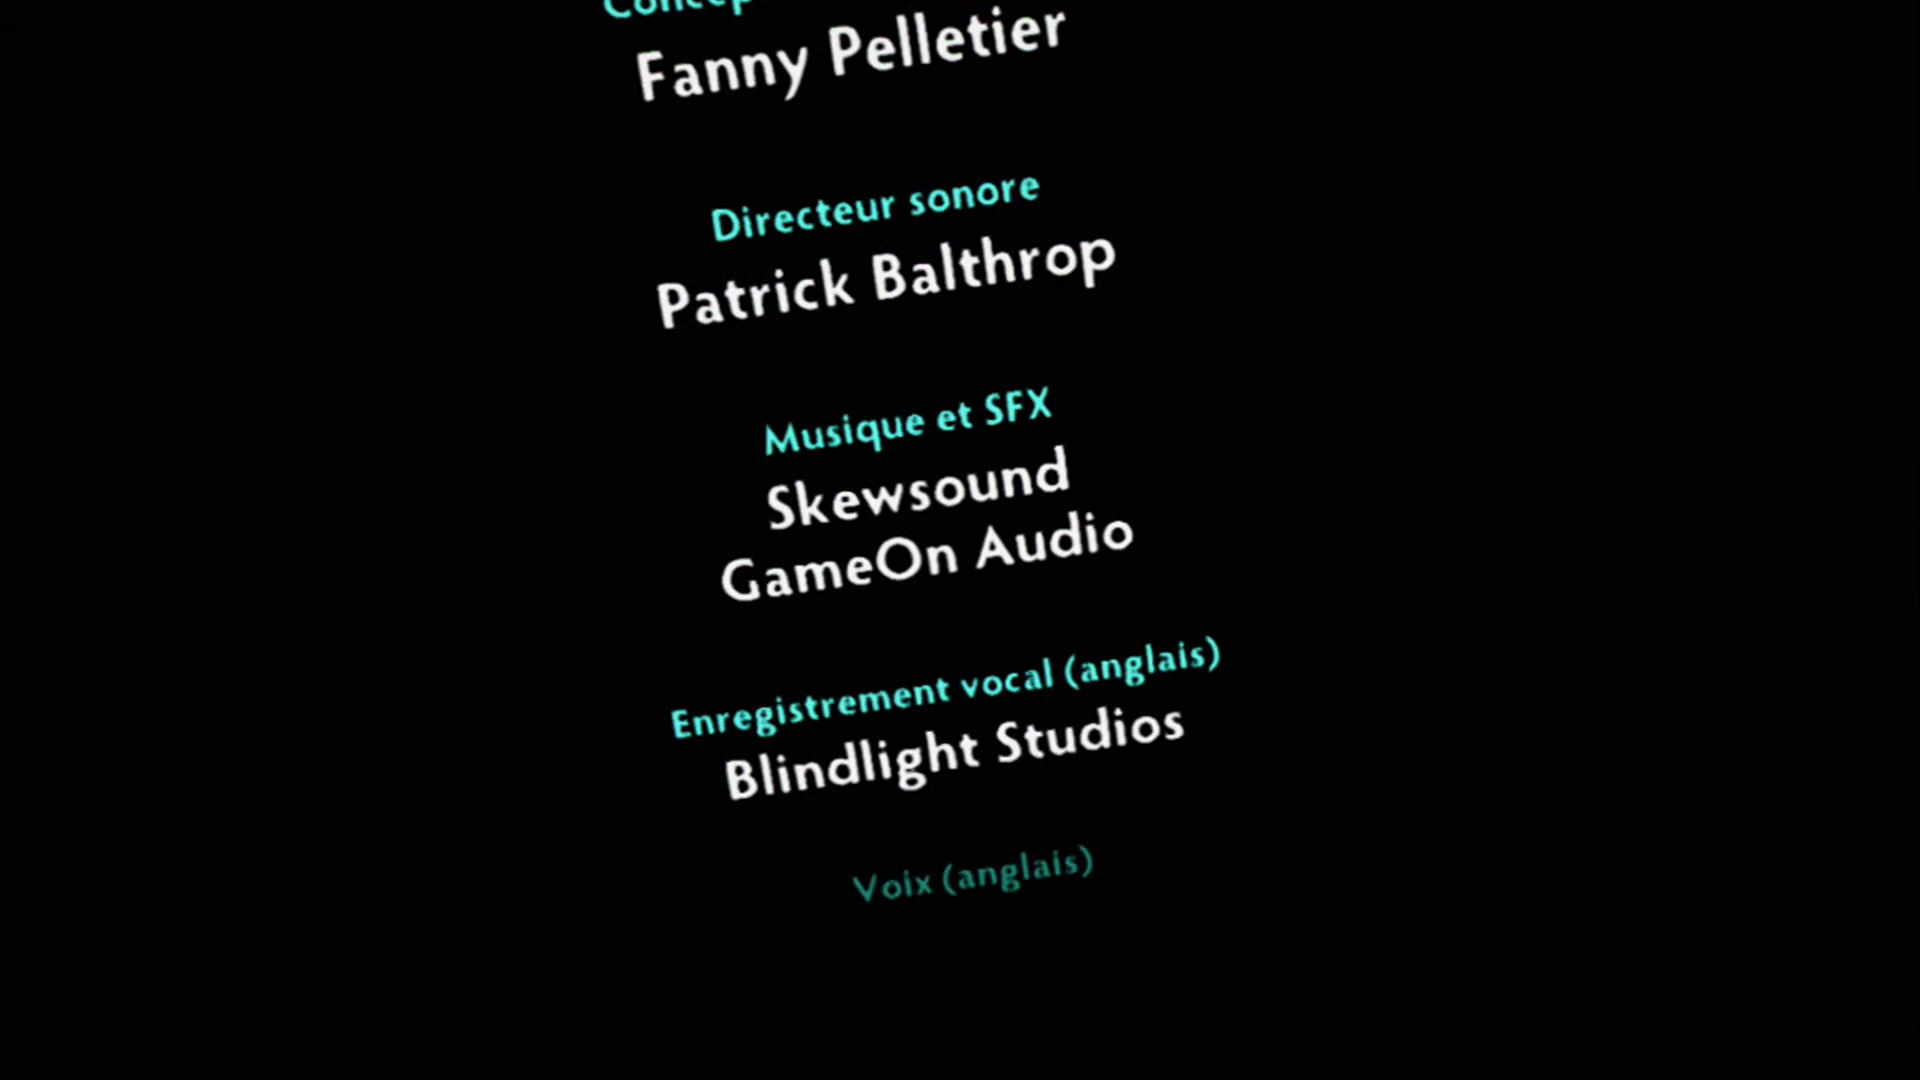 Fanny Pelletier
Directeur sonore
Patrick Balthrop
Musique et SFX
Skewsound
GameOn Audio
Enregistrement vocal (anglais)
Blindlight Studios
Voix (anglais)